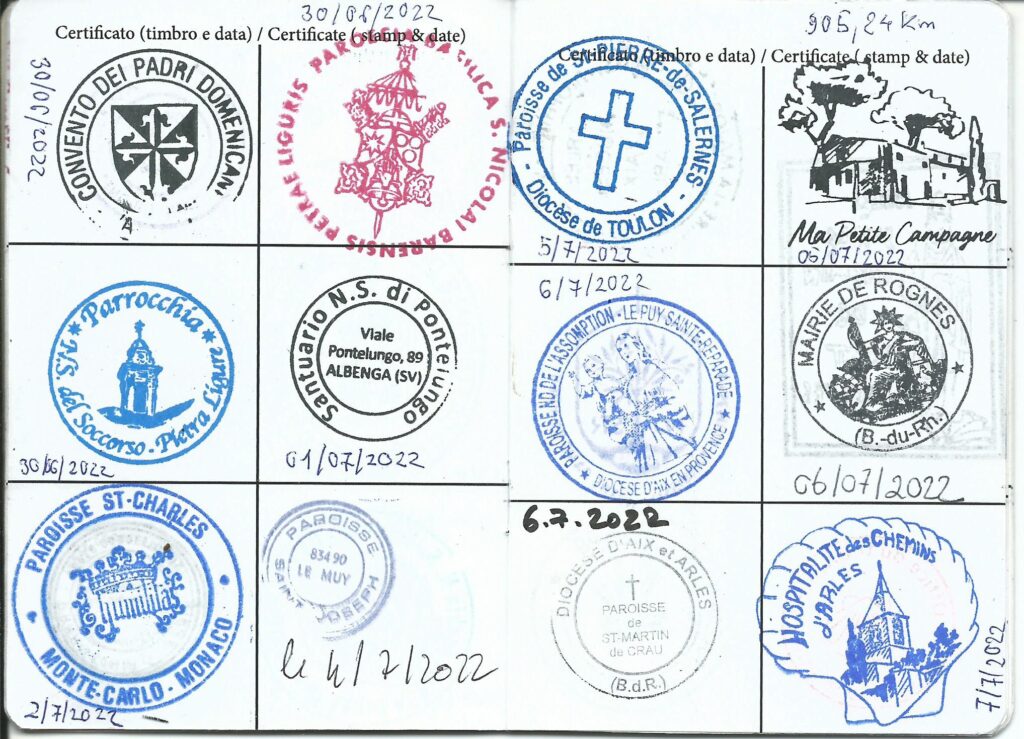 30/06/2022
Certificato (timbro e data) / Certificate ( stamp & date)
30/06/2022
CONVENTO DEI PADRI DOMENICANI
PETRAE LIGURIS PAROECIA BASILICA S. NICOLAI BARENSIS
Parrocchia
N.S. del Soccorso - Pietra Ligure
30/06/2022
Santuario N.S. di Pontelungo
Viale
Pontelungo, 89
ALBENGA (SV)
01/07/2022
PAROISSE ST-CHARLES
MONTE-CARLO - MONACO
2/7/2022
PAROISSE
83490
LE MUY
SAINT JOSEPH
le 4/7/2022
905,24 Km
Certificato (timbro e data) / Certificate ( stamp & date)
Paroisse de St-PIERRE-de-SALERNES
Diocèse de TOULON
5/7/2022
Ma Petite Campagne
06/07/2022
6/7/2022
PAROISSE ND DE L'ASSOMPTION - LE PUY SAINTE-REPARADE
DIOCESE D'AIX EN PROVENCE
MAIRIE DE ROGNES
(B.-du-Rh.)
06/07/2022
6.7.2022
DIOCESE D'AIX et ARLES
PAROISSE
de
ST-MARTIN
de CRAU
(B.d.R.)
HOSPITALITE des CHEMINS
d'ARLES
7/7/2022